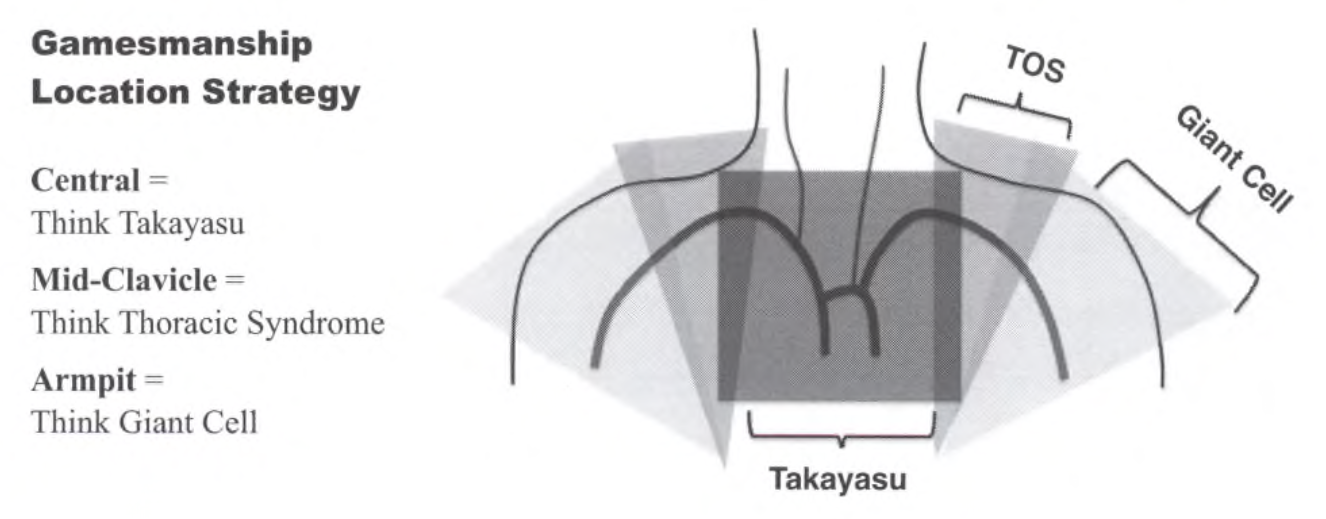 Gamesmanship
Location Strategy
Central =
Think Takayasu
Mid-Clavicle =
Think Thoracic Syndrome
Armpit =
Think Giant Cell
TOS
Giant Cell
Takayasu